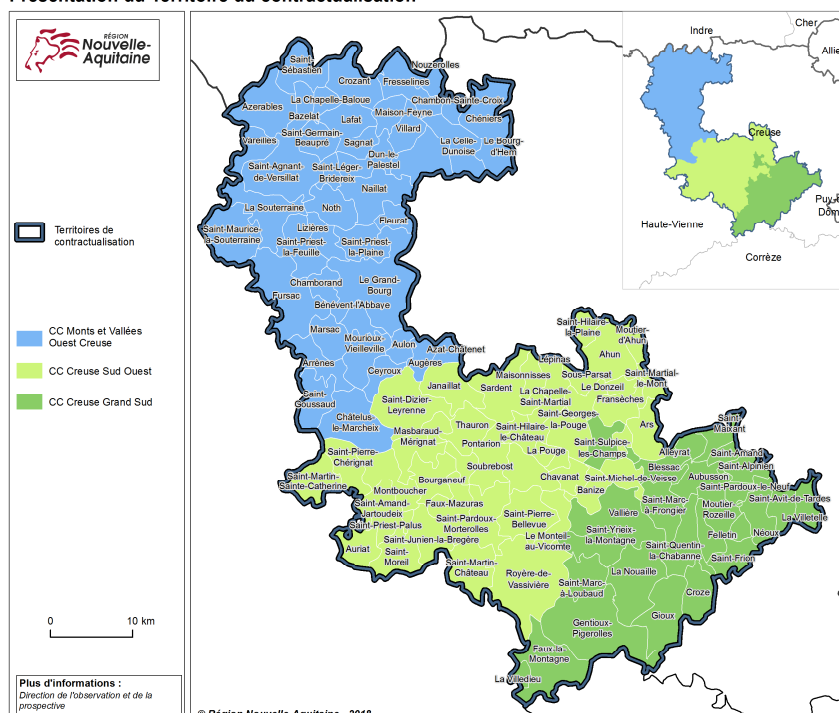 Présentation du Territoire du contractualisation
RÉGION
Nouvelle-
Aquitaine
Territoires de
contractualisation
CC Monts et Vallées
Ouest Creuse
CC Creuse Sud Ouest
CC Creuse Grand Sud
0
10 km
Plus d'informations :
Direction de l'observation et de la
prospective
© Région Nouvelle-Aquitaine - 2018
Cher
Indre
Allie
Creuse
Puy-
Dôm
Haute-Vienne
Corrèze
Saint-
Sébastien
Nouzerolles
Crozant
Fresselines
La Chapelle-Baloue
Chambon-Sainte-Croix
Azerables
Bazelat
Lafat
Maison-Feyne
Chéniers
Villard
Vareilles
Saint-Germain-
Beaupré
Sagnat
La Celle-
Dunoise
Le Bourg-
d'Hem
Dun-le-
Palestel
Saint-Agnant-
de-Versillat
Saint-Léger-
Bridereix
Naillat
La Souterraine
Noth
Fleurat
Saint-Maurice-
la-Souterraine
Lizières
Saint-Priest-
la-Feuille
Saint-Priest-
la-Plaine
Chamborand
Le Grand-
Bourg
Fursac
Bénévent-l'Abbaye
Marsac
Mourioux-
Vieilleville
Aulon
Azat-Châtenet
Arrènes
Augères
Ceyroux
Saint-
Goussaud
Châtelus-
le-Marcheix
Saint-Hilaire-
la-Plaine
Moutier-
d'Ahun
Ahun
Lépinas
Maisonnisses
Sous-Parsat
Saint-Martial-
le-Mont
Janaillat
Sardent
La Chapelle-
Saint-Martial
Le Donzeil
Fransèches
Saint-Dizier-
Leyrenne
Saint-Georges-
la-Pouge
Thauron
Saint-Hilaire-
le-Château
Ars
Saint-
Maixant
Masbaraud-
Mérignat
Pontarion
La Pouge
Saint-Sulpice-
les-Champs
Alleyrat
Saint-Amand
Saint-Pierre-
Chérignat
Soubrebost
Blessac
Saint-Alpinien
Saint-Martin-
Sainte-Catherine
Bourganeuf
Chavanat
Saint-Michel-de-Veisse
Aubusson
Montboucher
Banize
Saint-Pardoux-le-Neuf
Saint-Amand-
Jartoudeix
Faux-Mazuras
Saint-Marc-
à-Frongier
Moutier-
Rozeille
Saint-Avit-de-Tardes
Saint-Priest-Palus
Saint-Pardoux-
Morterolles
Saint-Pierre-
Bellevue
Vallière
La Villetelle
Saint-Junien-la-Bregère
Le Monteil-
au-Vicomte
Saint-Yrieix-
la-Montagne
Felletin
Néoux
Auriat
Saint-
Moreil
Saint-Quentin-
la-Chabanne
Saint-Frion
Saint-Martin-
Château
Royère-de-
Vassivière
La Nouaille
Saint-Marc-
à-Loubaud
Croze
Gioux
Gentioux-
Pigerolles
Faux-la-
Montagne
La Villedieu